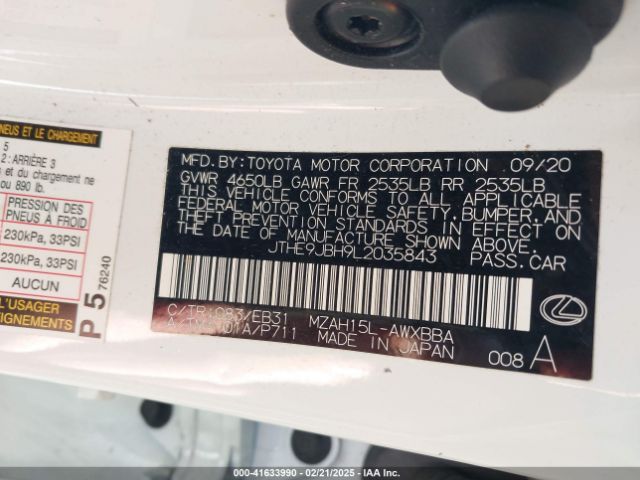 PNEUS ET LE CHARGEMENT
5
2 : ARRIÈRE 3
et du chargement ne
ou 890 lb.
PRESSION DES
PNEUS À FROID
230kPa, 33PSI
230kPa, 33PSI
AUCUN
L'USAGER
P 5 76240
MFD.BY:TOYOTA MOTOR CORPORATION 09/20
GVWR 4650LB GAWR FR 2535LB RR 2535LB
THIS VEHICLE CONFORMS TO ALL APPLICABLE
FEDERAL MOTOR VEHICLE SAFETY, BUMPER, AND
THEFT PREVENTION STANDARDS IN EFFECT ON
THE DATE OF MANUFACTURE SHOWN ABOVE.
JTHE9JBH9L2035843 PASS.CAR
C/TR:083/EB31 MZAH15L-AWXBBA
/P711 MADE IN JAPAN
008 A
000-41633990 - 02/21/2025 - IAA Inc.